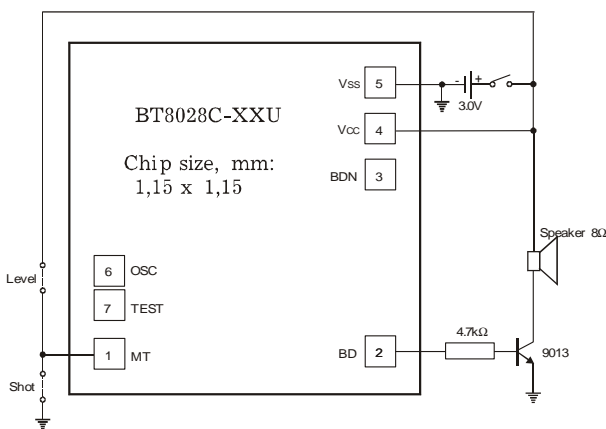 Vss 5
- +
3.0V
BT8028C-XXU
Vcc 4
Chip size, mm:
1,15 x 1,15
BDN 3
Speaker 8Ω
6 OSC
Level
7 TEST
4.7kΩ
1 MT
BD 2
9013
Shot